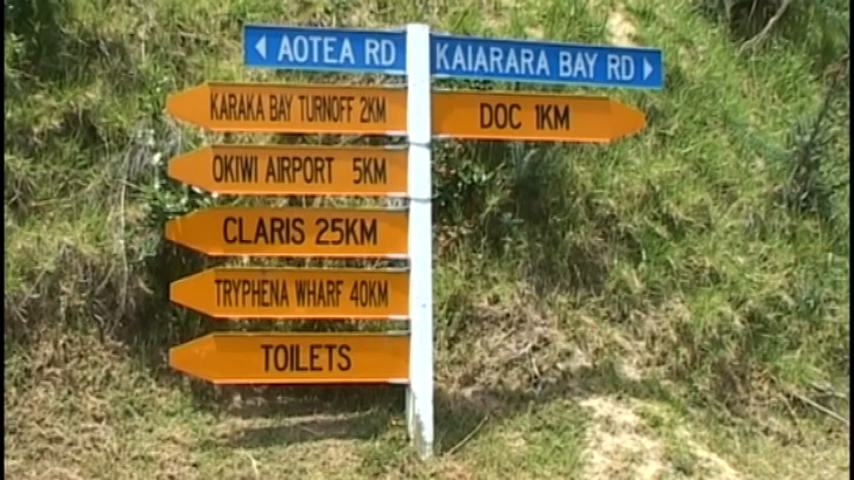 AOTEA RD
KAIARARA BAY RD
KARAKA BAY TURNOFF 2KM
DOC 1KM
OKIWI AIRPORT 5KM
CLARIS 25KM
TRYPHENA WHARF 40KM
TOILETS